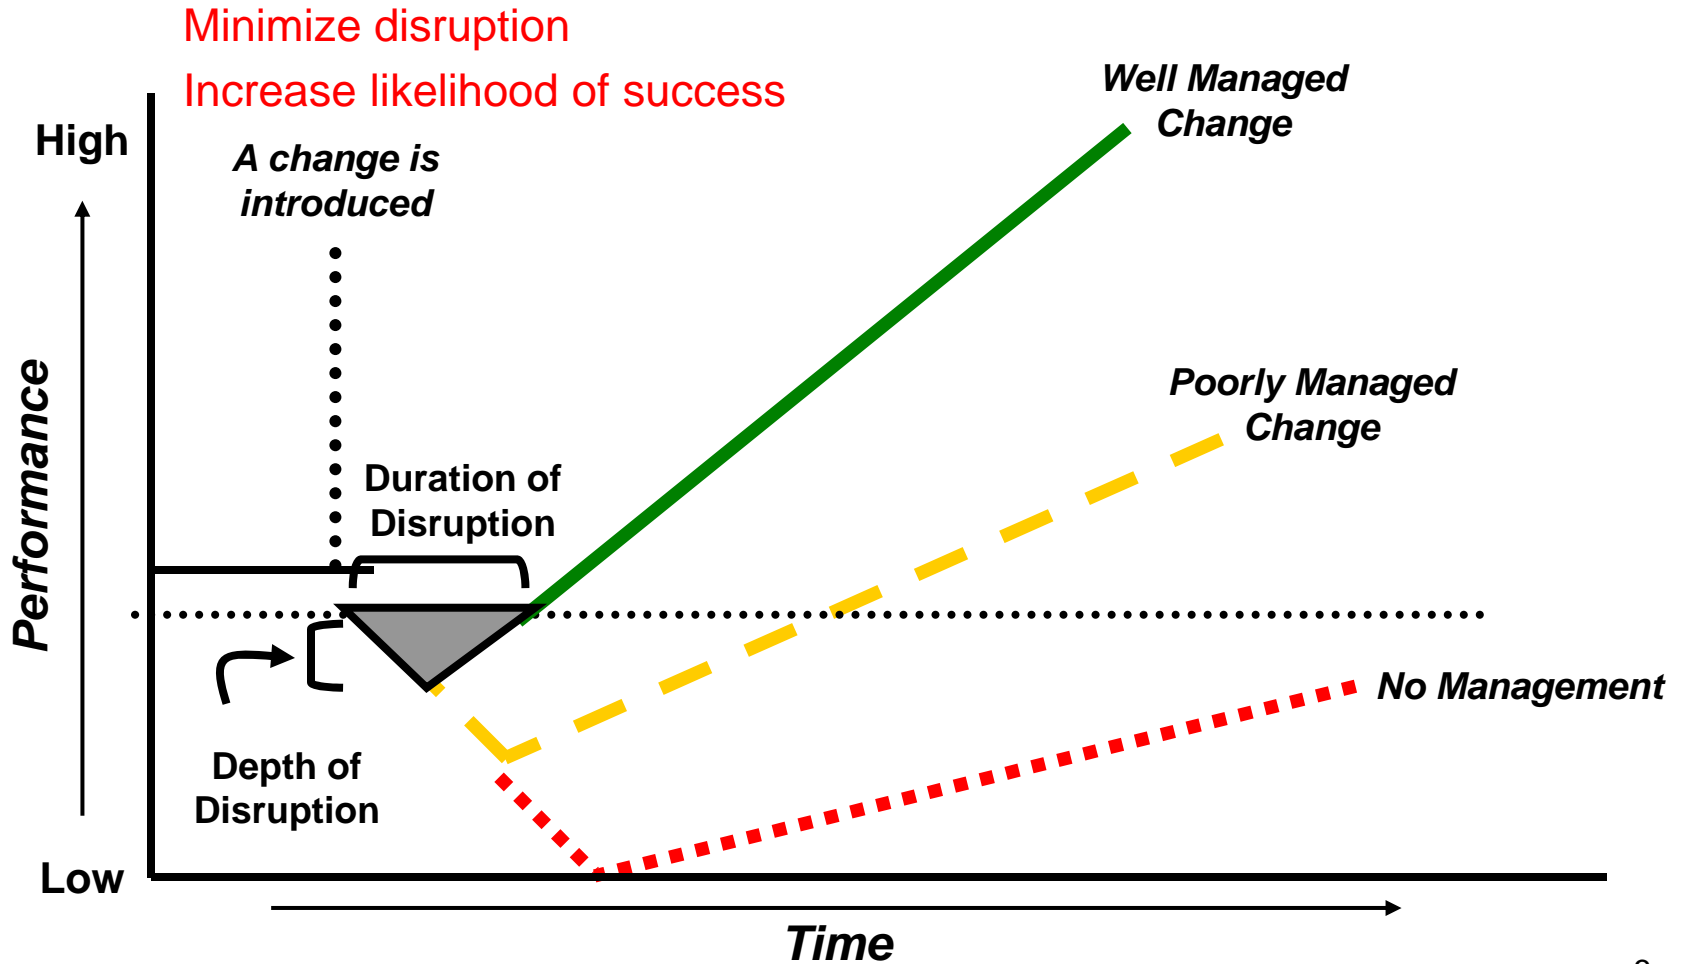 Minimize disruption
Increase likelihood of success
Well Managed
Change
High
A change is
introduced
Poorly Managed
Change
Performance
Duration of
Disruption
No Management
Depth of
Disruption
Low
Time